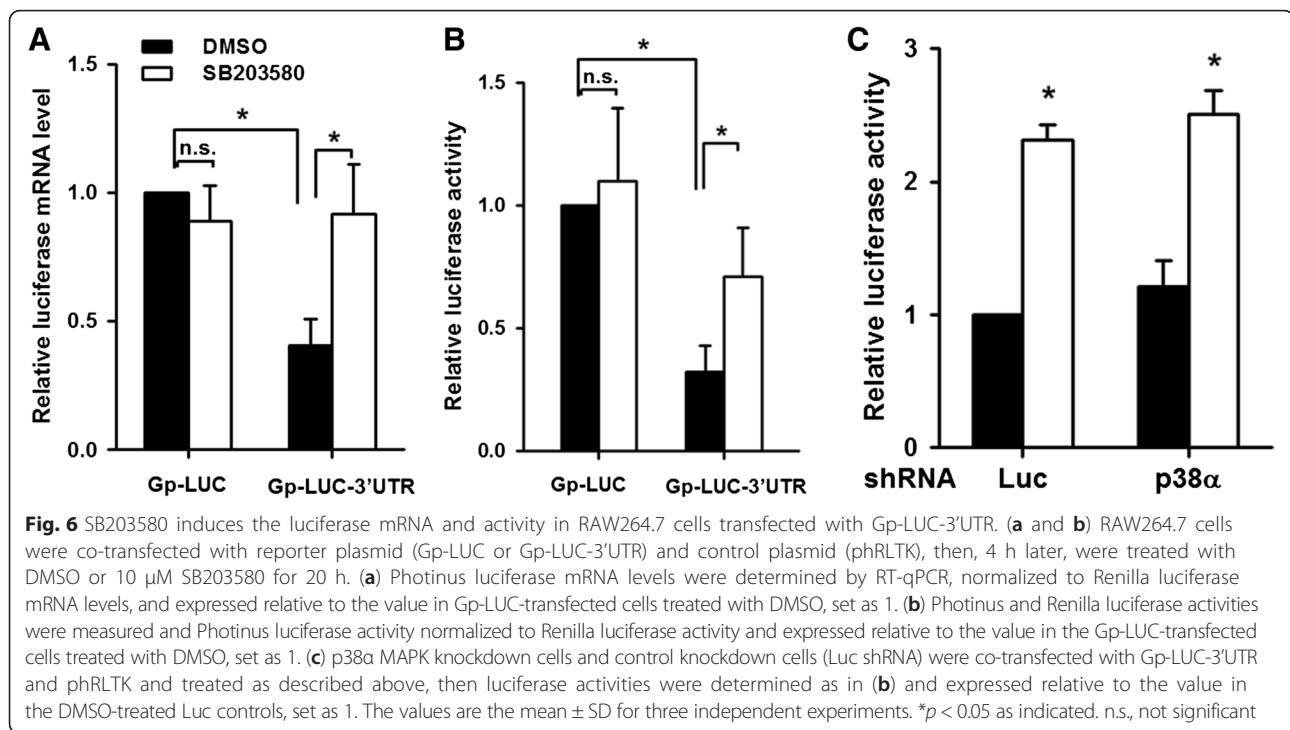 A
DMSO
SB203580
Relative luciferase mRNA level
1.5
1.0
0.5
0.0
*
n.s.
*
Gp-LUC
Gp-LUC-3'UTR
B
Relative luciferase activity
1.5
1.0
0.5
0.0
*
n.s.
*
Gp-LUC
Gp-LUC-3'UTR
C
Relative luciferase activity
3
2
1
0
*
*
shRNA
Luc
p38α
Fig. 6 SB203580 induces the luciferase mRNA and activity in RAW264.7 cells transfected with Gp-LUC-3'UTR. (a and b) RAW264.7 cells
were co-transfected with reporter plasmid (Gp-LUC or Gp-LUC-3'UTR) and control plasmid (phRLTK), then, 4 h later, were treated with
DMSO or 10 μM SB203580 for 20 h. (a) Photinus luciferase mRNA levels were determined by RT-qPCR, normalized to Renilla luciferase
mRNA levels, and expressed relative to the value in Gp-LUC-transfected cells treated with DMSO, set as 1. (b) Photinus and Renilla luciferase activities
were measured and Photinus luciferase activity normalized to Renilla luciferase activity and expressed relative to the value in the Gp-LUC-transfected
cells treated with DMSO, set as 1. (c) p38α MAPK knockdown cells and control knockdown cells (Luc shRNA) were co-transfected with Gp-LUC-3'UTR
and phRLTK and treated as described above, then luciferase activities were determined as in (b) and expressed relative to the value in
the DMSO-treated Luc controls, set as 1. The values are the mean ± SD for three independent experiments. *p < 0.05 as indicated. n.s., not significant